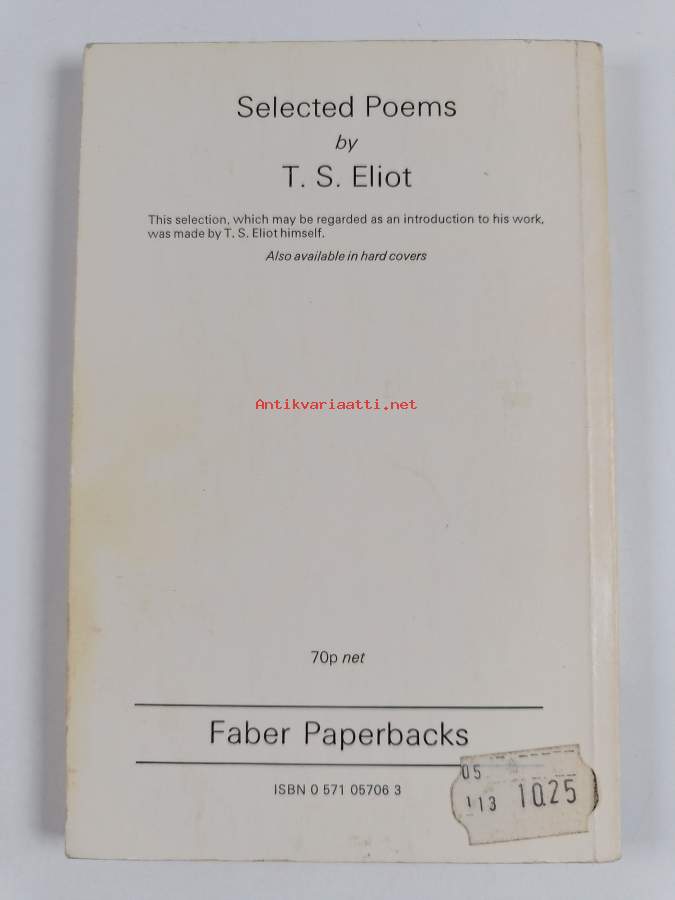 Selected Poems
by
T. S. Eliot
This selection, which may be regarded as an introduction to his work,
was made by T. S. Eliot himself.
Also available in hard covers
Antikvariaatti.net
70p net
Faber Paperbacks
ISBN 0 571 05706 3
05
113 10.25